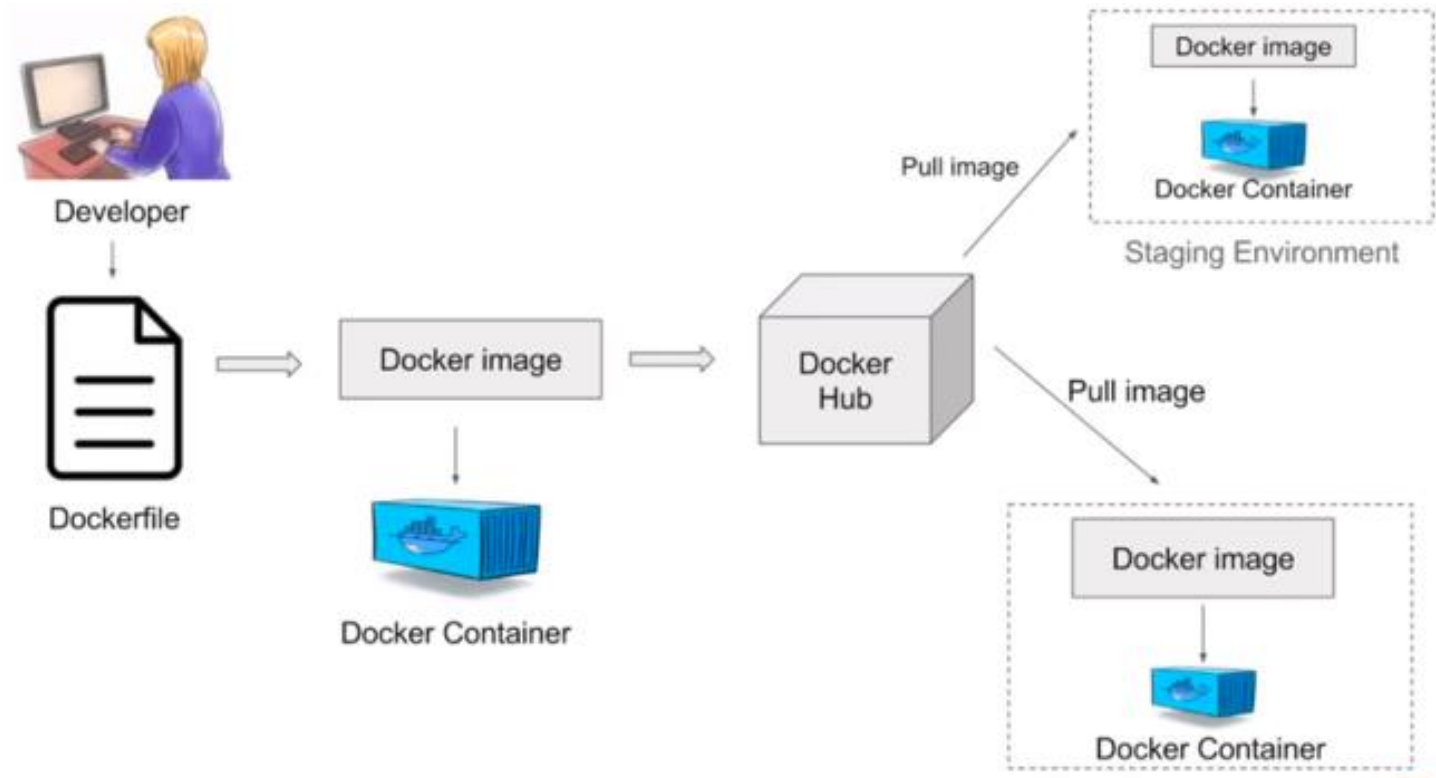 Developer
Dockerfile
Docker image
Docker Container
Docker
Hub
Pull image
Docker image
Docker Container
Staging Environment
Pull image
Docker image
Docker Container